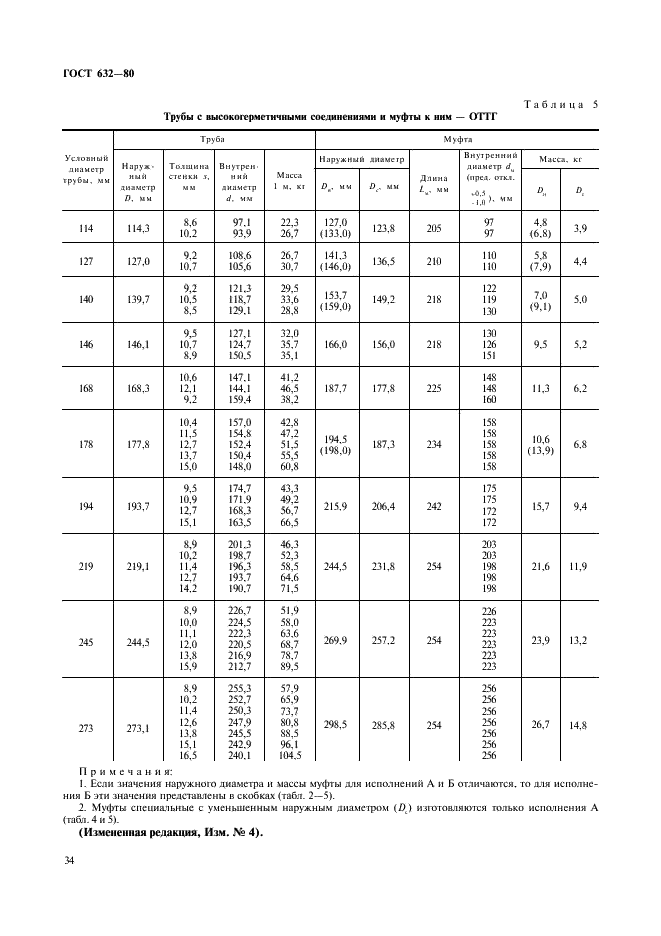 ГОСТ 632—80
Таблица 5
Трубы с высокогерметичными соединениями и муфты к ним — ОТТГ
Условный диаметр трубы, мм
Труба
Муфта
Наружный диаметр D, мм
Толщина стенки s, мм
Внутренний диаметр d, мм
Масса 1 м, кг
Наружный диаметр
Dн, мм
Dс, мм
Длина Lм, мм
Внутренний диаметр dм (пред. откл. +0,5 -1,0), мм
Масса, кг
Dн
Dс
114 114,3 8,6 97,1 22,3 127,0 123,8 205 97 4,8 3,9
10,2 93,9 26,7 (133,0) 97 (6,8)
127 127,0 9,2 108,6 26,7 141,3 136,5 210 110 5,8 4,4
10,7 105,6 30,7 (146,0) 110 (7,9)
140 139,7 9,2 121,3 29,5 153,7 149,2 218 122 7,0 5,0
10,5 118,7 33,6 (159,0) 119 (9,1)
8,5 129,1 28,8 130
146 146,1 9,5 127,1 32,0 166,0 156,0 218 130 9,5 5,2
10,7 124,7 35,7 126
8,9 150,5 35,1 151
168 168,3 10,6 147,1 41,2 187,7 177,8 225 148 11,3 6,2
12,1 144,1 46,5 148
9,2 159,4 38,2 160
178 177,8 10,4 157,0 42,8 194,5 187,3 234 158 10,6 6,8
11,5 154,8 47,2 (198,0) 158 (13,9)
12,7 152,4 51,5 158
13,7 150,4 55,5 158
15,0 148,0 60,8 158
194 193,7 9,5 174,7 43,3 215,9 206,4 242 175 15,7 9,4
10,9 171,9 49,2 175
12,7 168,3 56,7 172
15,1 163,5 66,5 172
219 219,1 8,9 201,3 46,3 244,5 231,8 254 203 21,6 11,9
10,2 198,7 52,3 203
11,4 196,3 58,5 198
12,7 193,7 64,6 198
14,2 190,7 71,5 198
245 244,5 8,9 226,7 51,9 269,9 257,2 254 226 23,9 13,2
10,0 224,5 58,0 223
11,1 222,3 63,6 223
12,0 220,5 68,7 223
13,8 216,9 78,7 223
15,9 212,7 89,5 223
273 273,1 8,9 255,3 57,9 298,5 285,8 254 256 26,7 14,8
10,2 252,7 65,9 256
11,4 250,3 73,7 256
12,6 247,9 80,8 256
13,8 245,5 88,5 256
15,1 242,9 96,1 256
16,5 240,1 104,5 256
Примечания:
1. Если значения наружного диаметра и массы муфты для исполнений А и Б отличаются, то для исполне-
ния Б эти значения представлены в скобках (табл. 2—5).
2. Муфты специальные с уменьшенным наружным диаметром (Dс) изготовляются только исполнения А
(табл. 4 и 5).
(Измененная редакция, Изм. № 4).
34